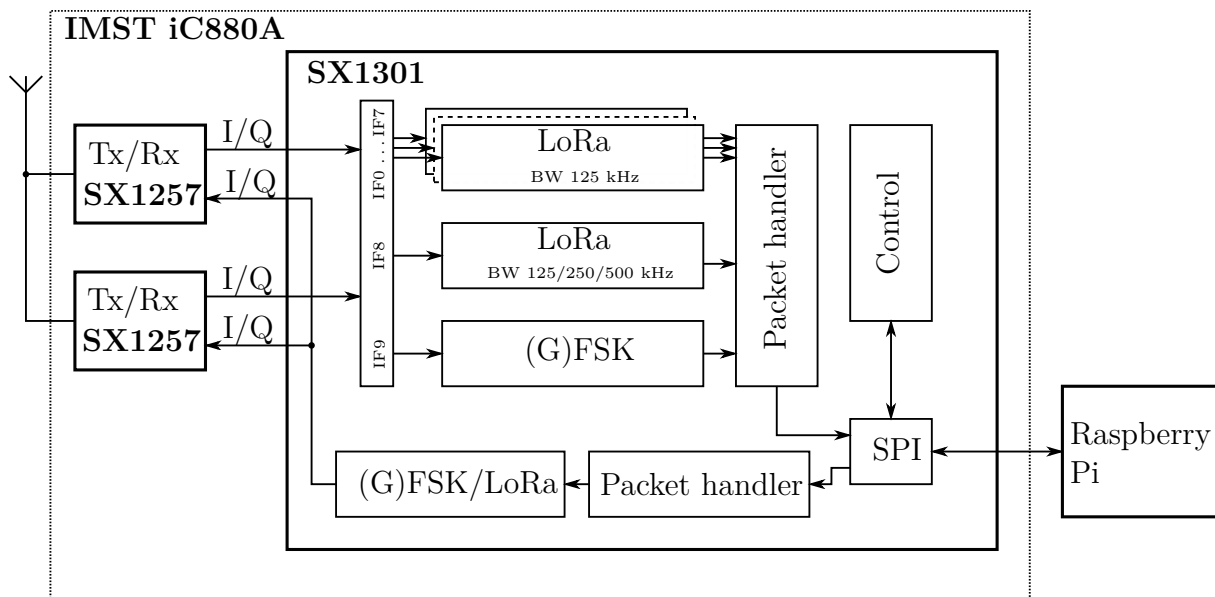 IMST iC880A
SX1301
Tx/Rx
SX1257
I/Q
I/Q
Tx/Rx
SX1257
I/Q
I/Q
IF0 ... IF7
IF8
IF9
LoRa
BW 125 kHz
LoRa
BW 125/250/500 kHz
(G)FSK
Packet handler
Control
SPI
(G)FSK/LoRa
Packet handler
Raspberry
Pi